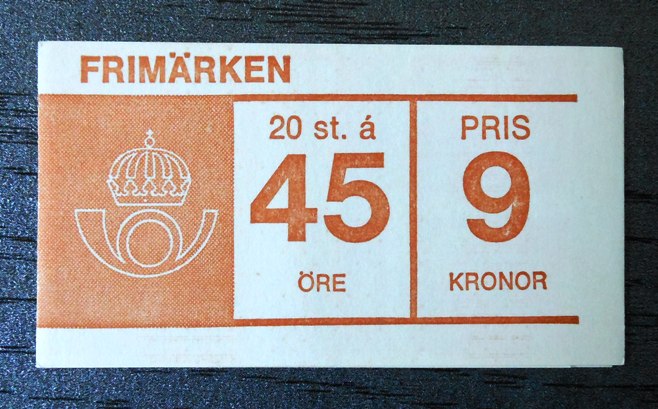 FRIMÄRKEN
20 st. á
45
ÖRE
PRIS
9
KRONOR